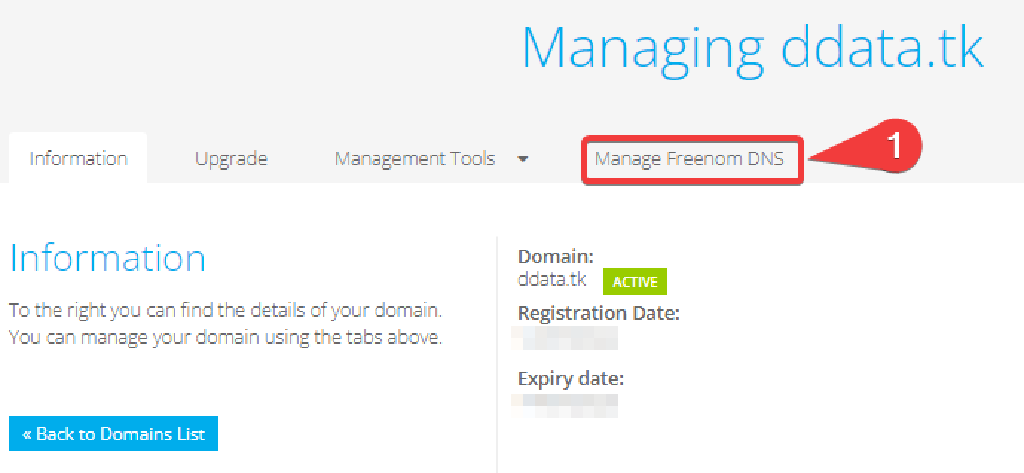 Managing ddata.tk
Information
Upgrade
Management Tools
Manage Freenom DNS
1
Information
To the right you can find the details of your domain.
You can manage your domain using the tabs above.
« Back to Domains List
Domain:
ddata.tk ACTIVE
Registration Date:
Expiry date: